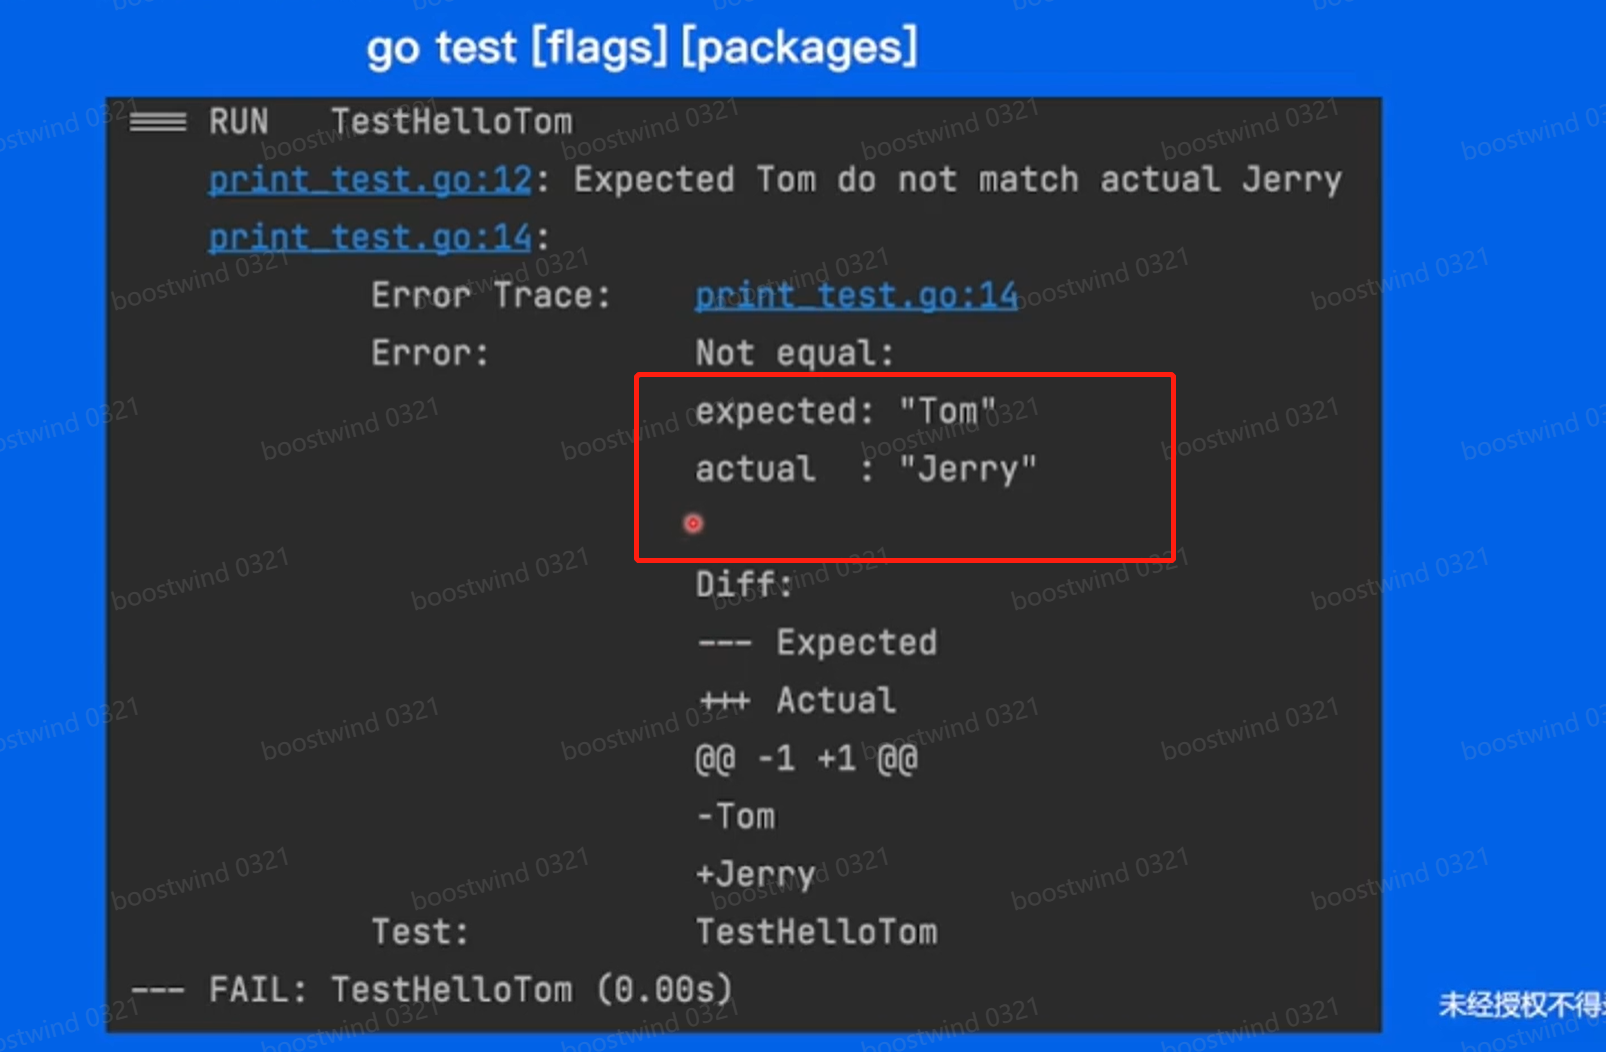 go test [flags] [packages]
=== RUN   TestHelloTom
print_test.go:12: Expected Tom do not match actual Jerry
print_test.go:14:
Error Trace: print_test.go:14
Error: Not equal:
expected: "Tom"
actual  : "Jerry"
Diff:
--- Expected
+++ Actual
@@ -1 +1 @@
-Tom
+Jerry
Test: TestHelloTom
--- FAIL: TestHelloTom (0.00s)
未经授权不得
boostwind 0321